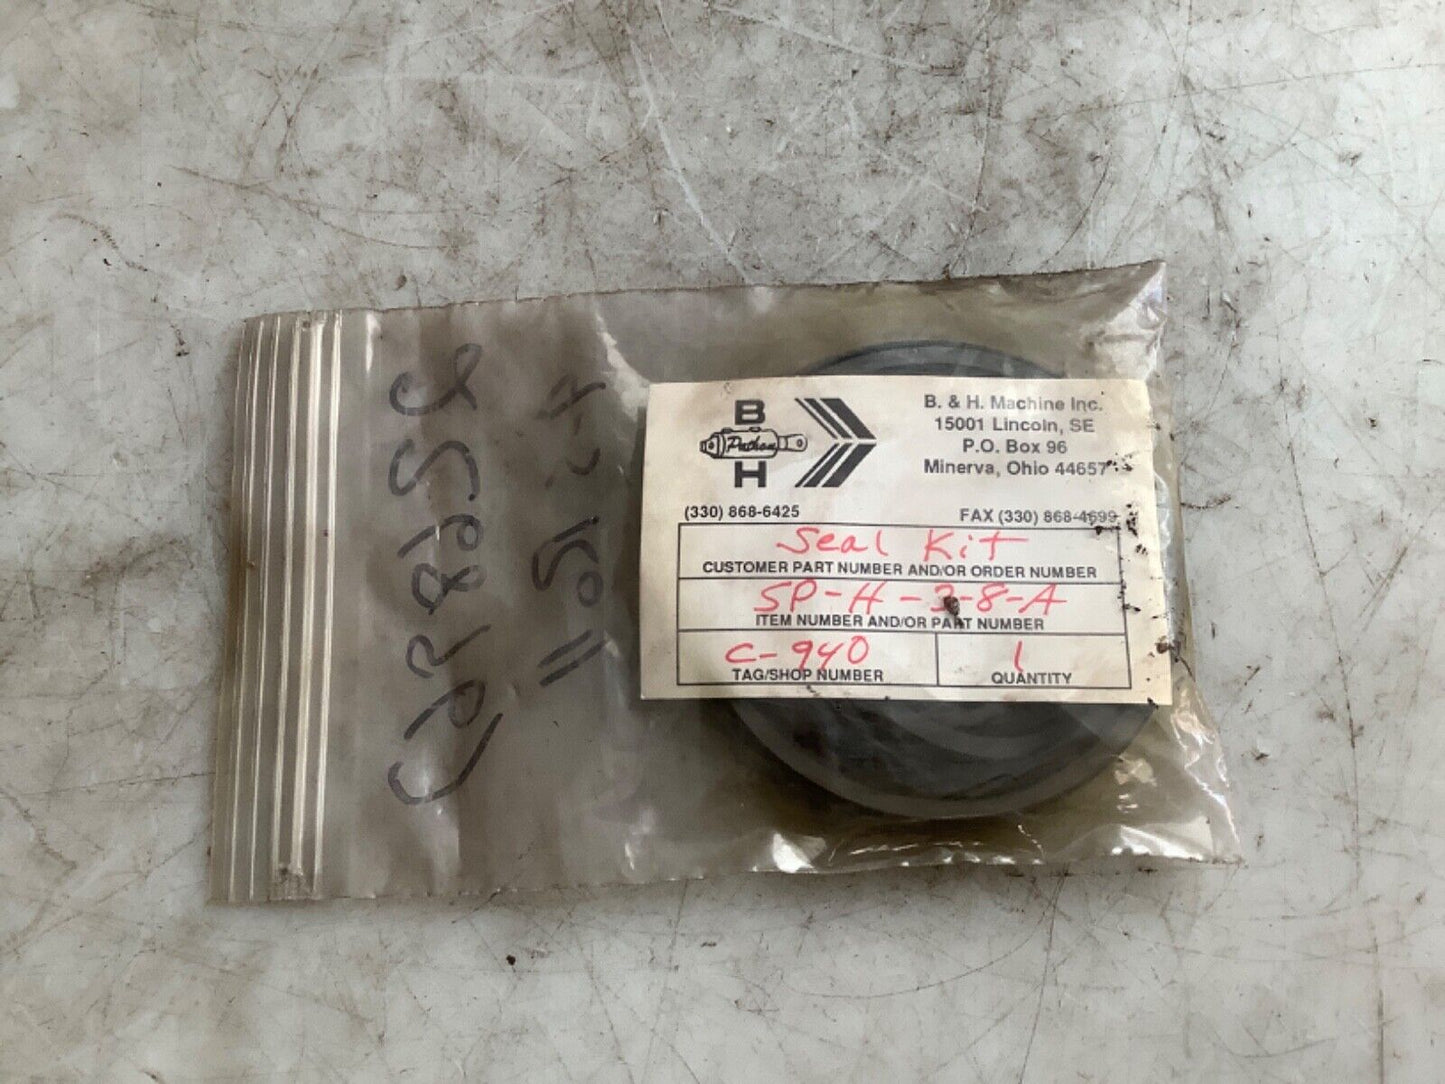 B
Pathon
H
B. & H. Machine Inc.
15001 Lincoln, SE
P.O. Box 96
Minerva, Ohio 44657
(330) 868-6425
FAX (330) 868-4699
Seal Kit
CUSTOMER PART NUMBER AND/OR ORDER NUMBER
SP-H-3-8-A
ITEM NUMBER AND/OR PART NUMBER
C-940
TAG/SHOP NUMBER
1
QUANTITY